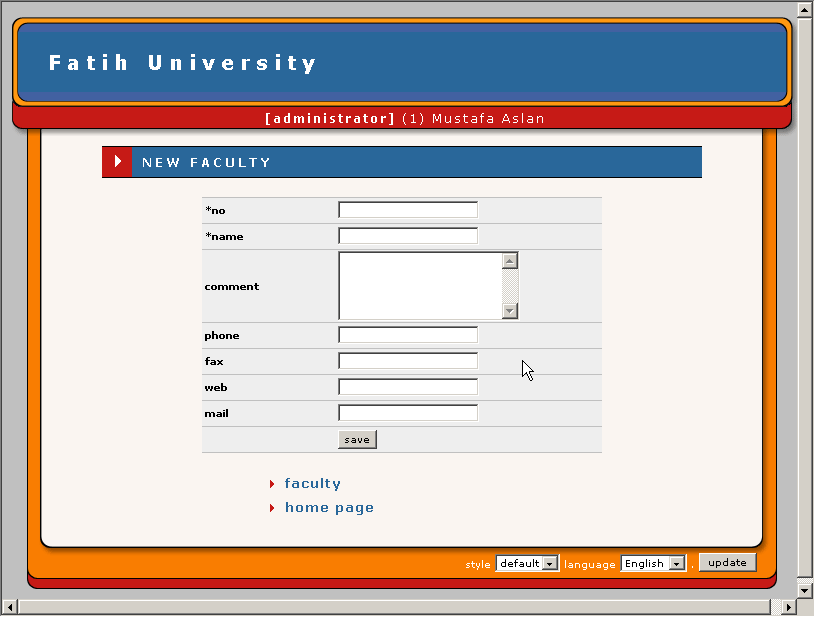 Fatih University
[administrator] (1) Mustafa Aslan
NEW FACULTY
*no
*name
comment
phone
fax
web
mail
save
faculty
home page
style default language English . update